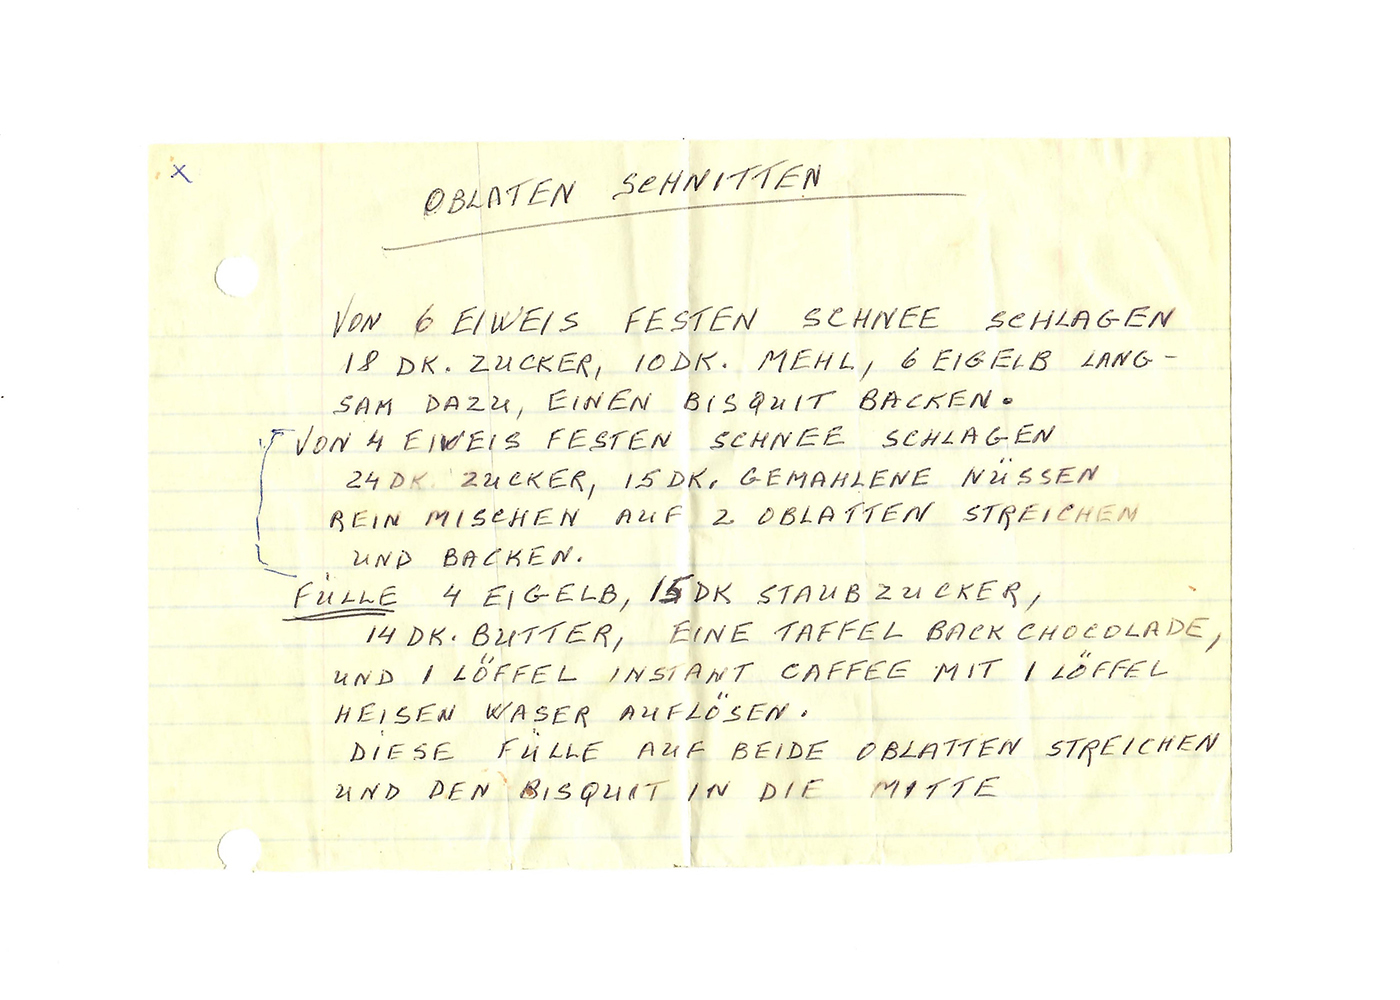 X
OBLATEN SCHNITTEN
VON 6 EIWEIS FESTEN SCHNEE SCHLAGEN
18 DK. ZUCKER, 10 DK. MEHL, 6 EIGELB LANG-
SAM DAZU, EINEN BISQUIT BACKEN.
VON 4 EIWEIS FESTEN SCHNEE SCHLAGEN
24 DK ZUCKER, 15 DK. GEMAHLENE NÜSSEN
REIN MISCHEN AUF 2 OBLATTEN STREICHEM
UND BACKEN.
FÜLLE 4 EIGELB, 15 DK STAUBZUCKER,
14 DK. BUTTER, EINE TAFFEL BACK CHOCOLADE,
UND 1 LÖFFEL INSTANT CAFFEE MIT 1 LÖFFEL
HEISEN WASER AUFLÖSEN.
DIESE FÜLLE AUF BEIDE OBLATTEN STREICHEN
UND DEN BISQUIT IN DIE MITTE